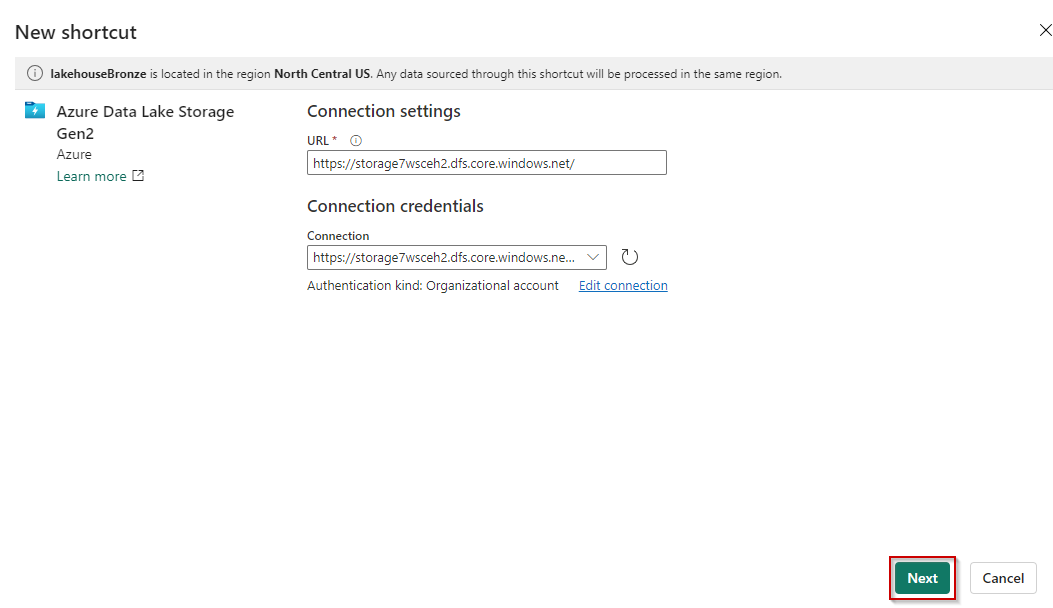 New shortcut
lakehouseBronze is located in the region North Central US. Any data sourced through this shortcut will be processed in the same region.
Azure Data Lake Storage
Gen2
Azure
Learn more
Connection settings
URL *
https://storage7wsceh2.dfs.core.windows.net/
Connection credentials
Connection
https://storage7wsceh2.dfs.core.windows.ne...
Authentication kind: Organizational account Edit connection
Next Cancel